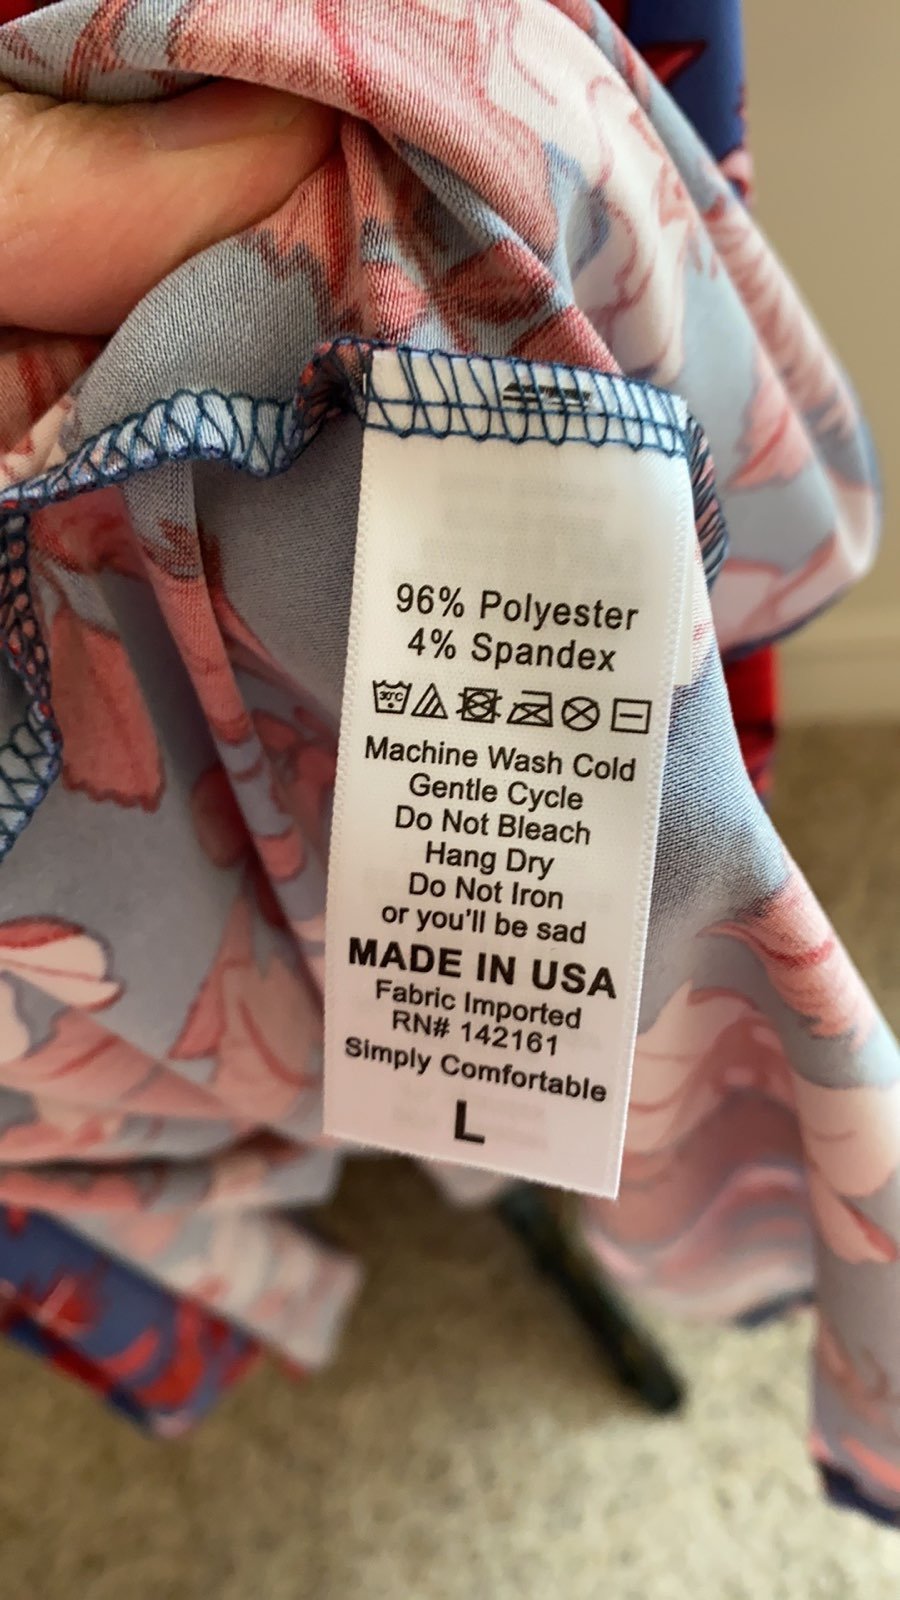 96% Polyester
4% Spandex
30°C
Machine Wash Cold
Gentle Cycle
Do Not Bleach
Hang Dry
Do Not Iron
or you'll be sad
MADE IN USA
Fabric Imported
RN# 142161
Simply Comfortable
L